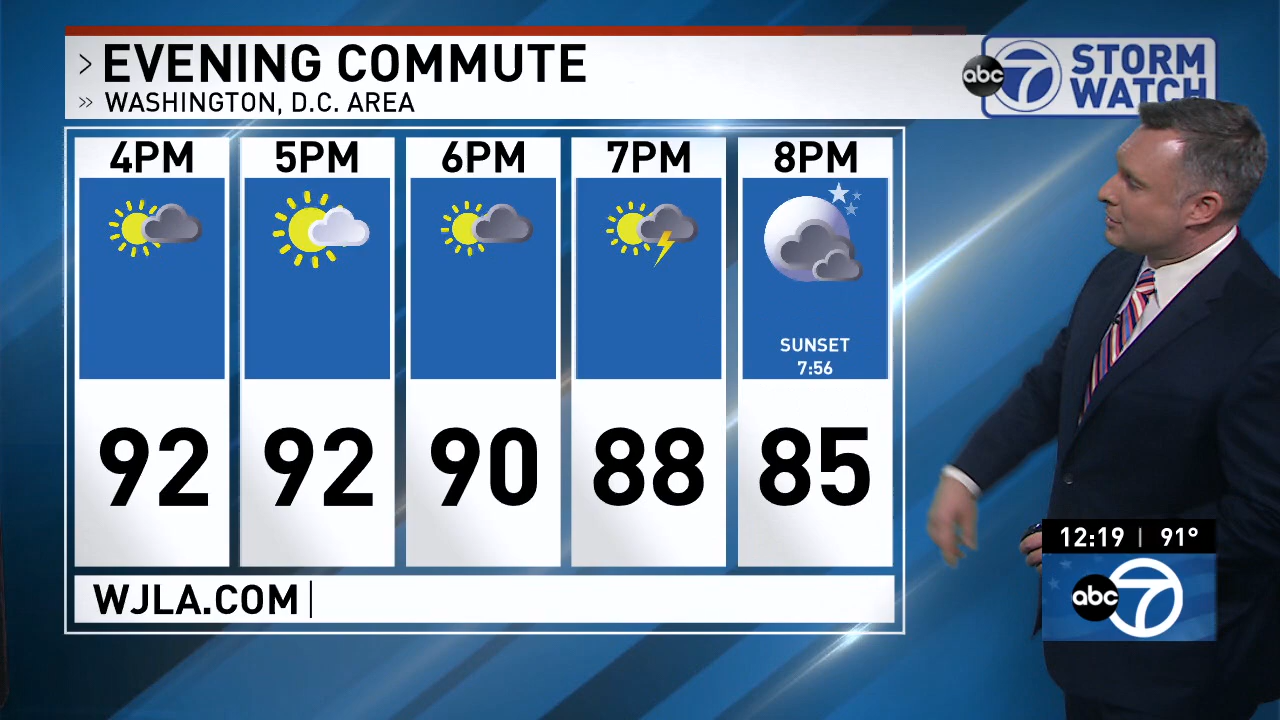 > EVENING COMMUTE
» WASHINGTON, D.C. AREA
abc 7 STORM
WATCH
4PM 5PM 6PM 7PM 8PM
SUNSET
7:56
92 92 90 88 85
WJLA.COM |
12:19 | 91°
abc 7